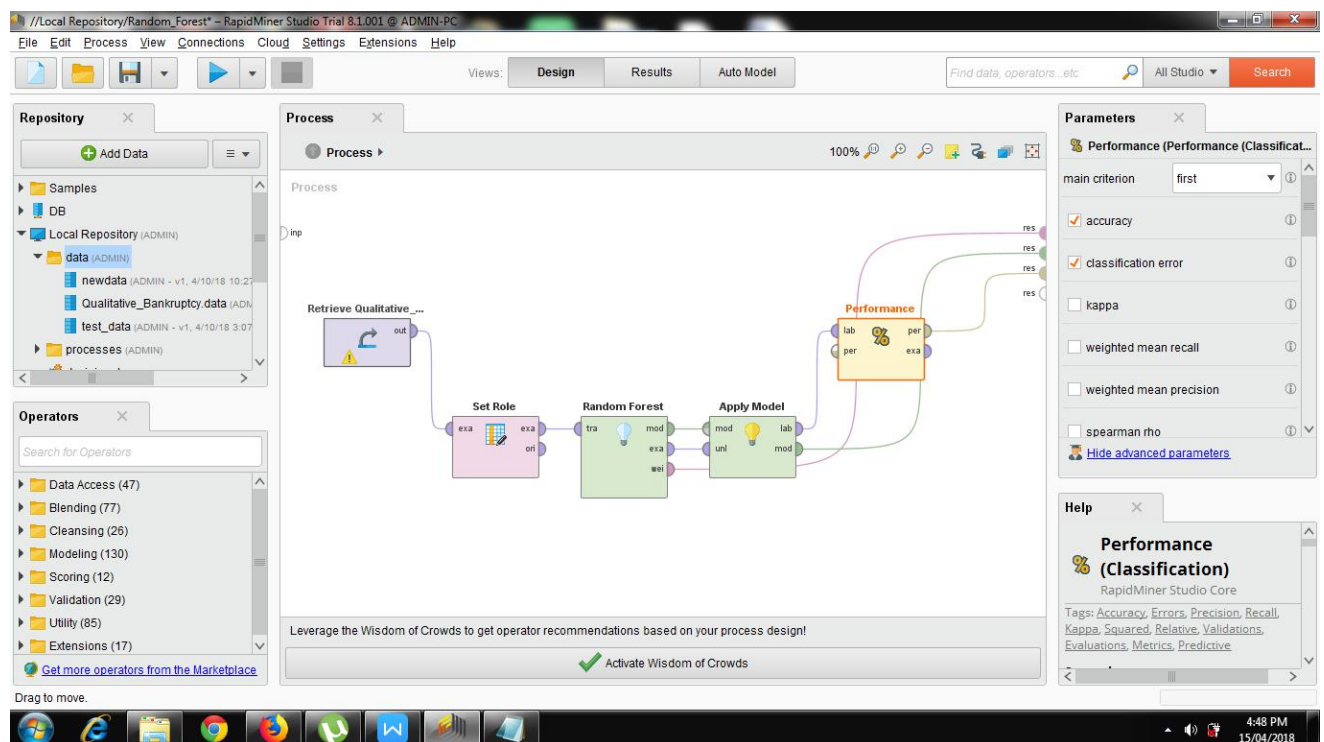 //Local Repository/Random_Forest* – RapidMiner Studio Trial 8.1.001 @ ADMIN-PC
File Edit Process View Connections Cloud Settings Extensions Help
Views: Design Results Auto Model
Find data, operators...etc All Studio Search
Repository
Add Data
Samples
DB
Local Repository (ADMIN)
data (ADMIN)
newdata (ADMIN - v1, 4/10/18 10:27
Qualitative_Bankruptcy.data (ADM
test_data (ADMIN - v1, 4/10/18 3:07
processes (ADMIN)
Operators
Search for Operators
Data Access (47)
Blending (77)
Cleansing (26)
Modeling (130)
Scoring (12)
Validation (29)
Utility (85)
Extensions (17)
Get more operators from the Marketplace
Drag to move.
Process
Process
100%
Process
inp
res
res
res
res
Retrieve Qualitative_...
out
Performance
lab per
per exa
Set Role
exa exa
ori
Random Forest
tra mod
exa
wei
Apply Model
mod lab
unl mod
Leverage the Wisdom of Crowds to get operator recommendations based on your process design!
Activate Wisdom of Crowds
Parameters
Performance (Performance (Classificat...
main criterion first
accuracy
classification error
kappa
weighted mean recall
weighted mean precision
spearman rho
Hide advanced parameters
Help
Performance
(Classification)
RapidMiner Studio Core
Tags: Accuracy, Errors, Precision, Recall,
Kappa, Squared, Relative, Validations,
Evaluations, Metrics, Predictive
4:48 PM
15/04/2018